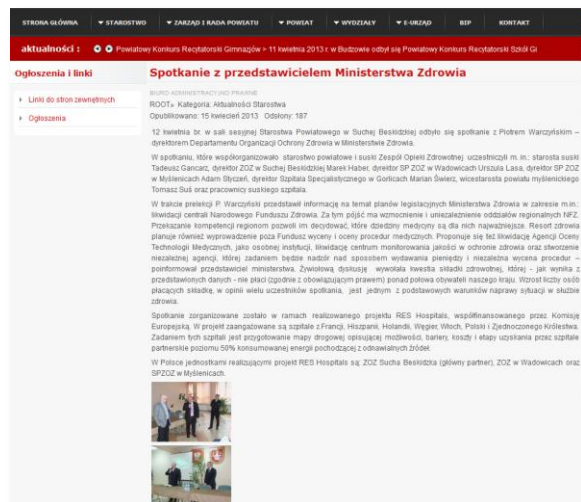 STRONA GŁÓWNA STAROSTWO ZARZĄD I RADA POWIATU POWIAT WYDZIAŁY E-URZĄD BIP KONTAKT
aktualności : Powiatowy Konkurs Recytatorski Gimnazjów > 11 kwietnia 2013 r. w Budzowie odbył się Powiatowy Konkurs Recytatorski Szkół Gi
Ogłoszenia i linki
Linki do stron zewnętrznych
Ogłoszenia
Spotkanie z przedstawicielem Ministerstwa Zdrowia
BIURO ADMINISTRACYJNO PRAWNE
ROOT» Kategoria: Aktualności Starostwa
Opublikowano: 15 kwiecień 2013 Odsłony: 187
12 kwietnia br. w sali sesyjnej Starostwa Powiatowego w Suchej Beskidzkiej odbyło się spotkanie z Piotrem Warczyńskim –
dyrektorem Departamentu Organizacji Ochrony Zdrowia w Ministerstwie Zdrowia.
W spotkaniu, które współorganizowało starostwo powiatowe i suski Zespół Opieki Zdrowotnej uczestniczyli m. in.: starosta suski
Tadeusz Gancarz, dyrektor ZOZ w Suchej Beskidzkiej Marek Haber, dyrektor SP ZOZ w Wadowicach Urszula Lasa, dyrektor SP ZOZ
w Myślenicach Adam Styczeń, dyrektor Szpitala Specjalistycznego w Gorlicach Marian Świerz, wicestarosta powiatu myślenickiego
Tomasz Suś oraz pracownicy suskiego szpitala.
W trakcie prelekcji P. Warczyński przedstawił informację na temat planów legislacyjnych Ministerstwa Zdrowia w zakresie m.in.:
likwidacji centrali Narodowego Funduszu Zdrowia. Za tym pójść ma wzmocnienie i uniezależnienie oddziałów regionalnych NFZ.
Przekazanie kompetencji regionom pozwoli im decydować, które dziedziny medycyny są dla nich najważniejsze. Resort zdrowia
planuje również wyprowadzenie poza Fundusz wyceny i oceny procedur medycznych. Proponuje się też likwidację Agencji Oceny
Technologii Medycznych, jako osobnej instytucji, likwidację centrum monitorowania jakości w ochronie zdrowia oraz stworzenie
niezależnej agencji, której zadaniem będzie nadzór nad sposobem wydawania pieniędzy i niezależna wycena procedur –
poinformował przedstawiciel ministerstwa. Żywiołową dyskusję wywołała kwestia składki zdrowotnej, której - jak wynika z
przedstawionych danych - nie płaci (zgodnie z obowiązującym prawem) ponad połowa obywateli naszego kraju. Wzrost liczby osób
płacących składkę, w opinii wielu uczestników spotkania, jest jednym z podstawowych warunków naprawy sytuacji w służbie
zdrowia.
Spotkanie zorganizowane zostało w ramach realizowanego projektu RES Hospitals, współfinansowanego przez Komisję
Europejską. W projekt zaangażowane są szpitale z Francji, Hiszpanii, Holandii, Węgier, Włoch, Polski i Zjednoczonego Królestwa.
Zadaniem tych szpitali jest przygotowanie mapy drogowej opisującej możliwości, bariery, koszty i etapy uzyskania przez szpitale
partnerskie poziomu 50% konsumowanej energii pochodzącej z odnawialnych źródeł.
W Polsce jednostkami realizującymi projekt RES Hospitals są: ZOZ Sucha Beskidzka (główny partner), ZOZ w Wadowicach oraz
SPZOZ w Myślenicach.